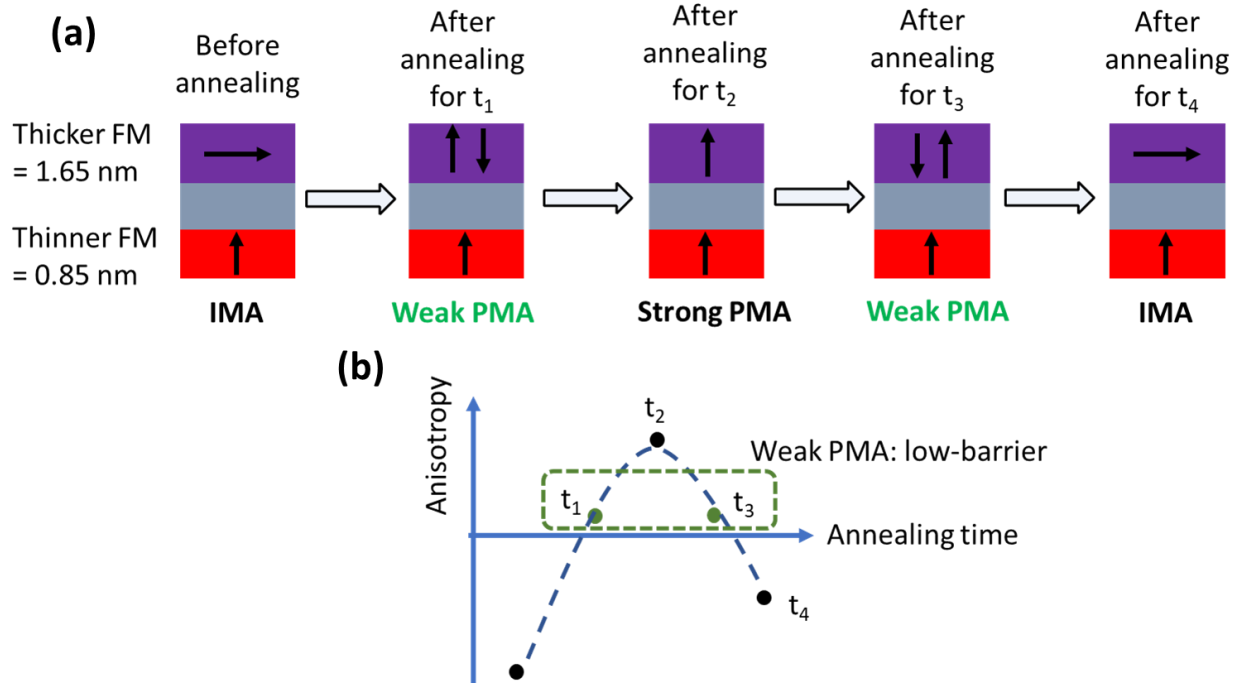 (a)
Before
annealing
After
annealing
for t₁
After
annealing
for t₂
After
annealing
for t₃
After
annealing
for t₄
Thicker FM
= 1.65 nm
Thinner FM
= 0.85 nm
IMA
Weak PMA
Strong PMA
Weak PMA
IMA
(b)
Anisotropy
t₂
Weak PMA: low-barrier
t₁
t₃
Annealing time
t₄